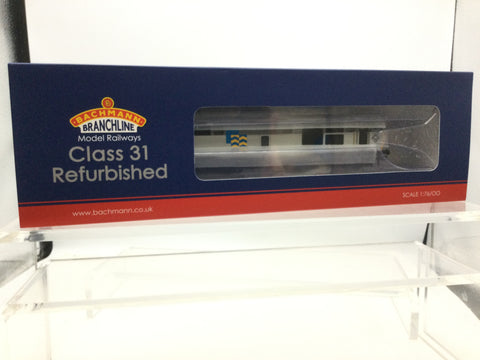 BACHMANN
BRANCHLINE
Model Railways
Class 31
Refurbished
www.bachmann.co.uk
SCALE 1:76/OO